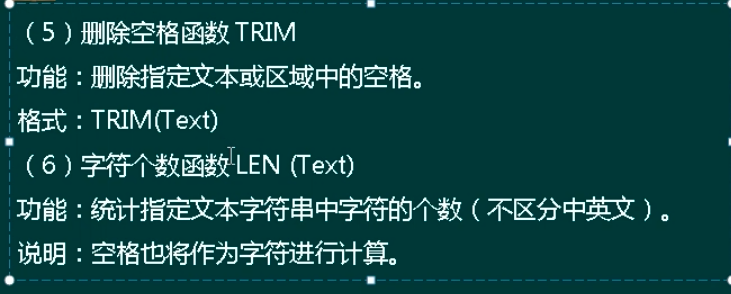 （5）删除空格函数 TRIM
功能：删除指定文本或区域中的空格。
格式：TRIM(Text)
（6）字符个数函数 LEN (Text)
功能：统计指定文本字符串中字符的个数（不区分中英文）。
说明：空格也将作为字符进行计算。